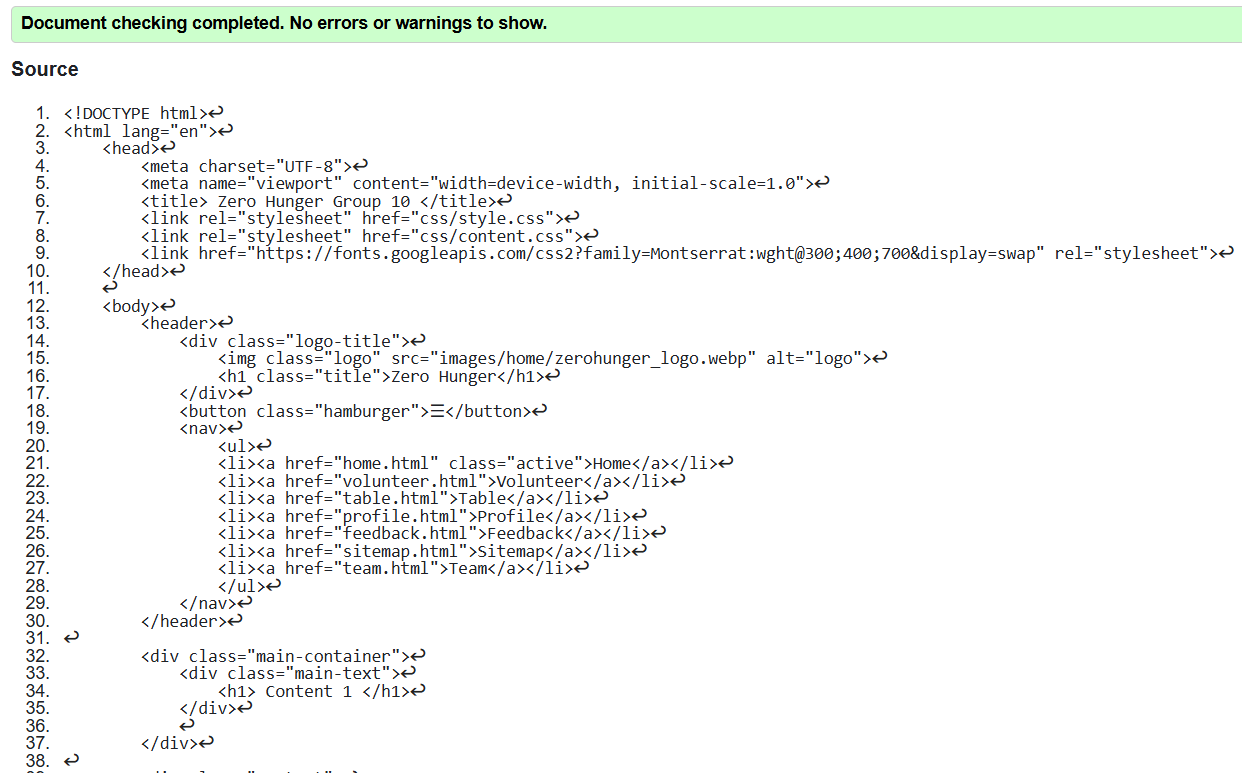 Document checking completed. No errors or warnings to show.
Source
1. <!DOCTYPE html>↩
2. <html lang="en">↩
3. <head>↩
4. <meta charset="UTF-8">↩
5. <meta name="viewport" content="width=device-width, initial-scale=1.0">↩
6. <title> Zero Hunger Group 10 </title>↩
7. <link rel="stylesheet" href="css/style.css">↩
8. <link rel="stylesheet" href="css/content.css">↩
9. <link href="https://fonts.googleapis.com/css2?family=Montserrat:wght@300;400;700&display=swap" rel="stylesheet">↩
10. </head>↩
11. ↩
12. <body>↩
13. <header>↩
14. <div class="logo-title">↩
15. <img class="logo" src="images/home/zerohunger_logo.webp" alt="logo">↩
16. <h1 class="title">Zero Hunger</h1>↩
17. </div>↩
18. <button class="hamburger">☰</button>↩
19. <nav>↩
20. <ul>↩
21. <li><a href="home.html" class="active">Home</a></li>↩
22. <li><a href="volunteer.html">Volunteer</a></li>↩
23. <li><a href="table.html">Table</a></li>↩
24. <li><a href="profile.html">Profile</a></li>↩
25. <li><a href="feedback.html">Feedback</a></li>↩
26. <li><a href="sitemap.html">Sitemap</a></li>↩
27. <li><a href="team.html">Team</a></li>↩
28. </ul>↩
29. </nav>↩
30. </header>↩
31. ↩
32. <div class="main-container">↩
33. <div class="main-text">↩
34. <h1> Content 1 </h1>↩
35. </div>↩
36. ↩
37. </div>↩
38. ↩